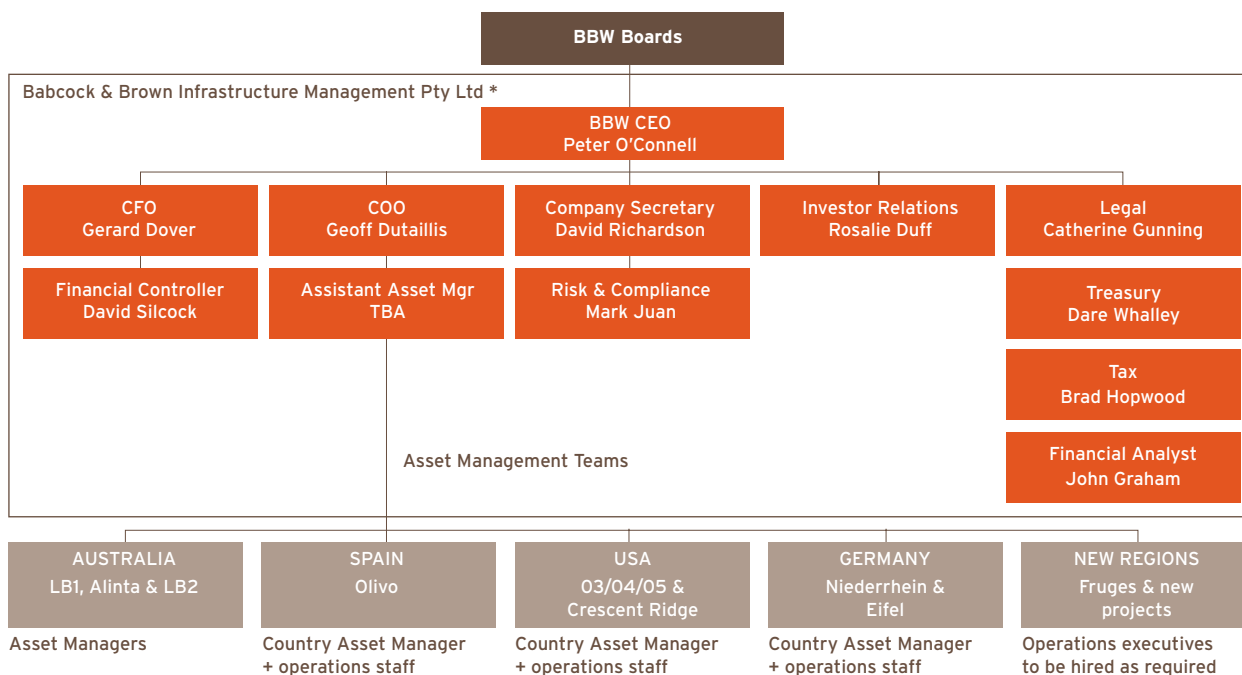 BBW Boards
Babcock & Brown Infrastructure Management Pty Ltd *
BBW CEO
Peter O'Connell
CFO
Gerard Dover
COO
Geoff Dutaillis
Company Secretary
David Richardson
Investor Relations
Rosalie Duff
Legal
Catherine Gunning
Financial Controller
David Silcock
Assistant Asset Mgr
TBA
Risk & Compliance
Mark Juan
Treasury
Dare Whalley
Tax
Brad Hopwood
Financial Analyst
John Graham
Asset Management Teams
AUSTRALIA
LB1, Alinta & LB2
SPAIN
Olivo
USA
03/04/05 &
Crescent Ridge
GERMANY
Niederrhein &
Eifel
NEW REGIONS
Fruges & new
projects
Asset Managers
Country Asset Manager
+ operations staff
Country Asset Manager
+ operations staff
Country Asset Manager
+ operations staff
Operations executives
to be hired as required